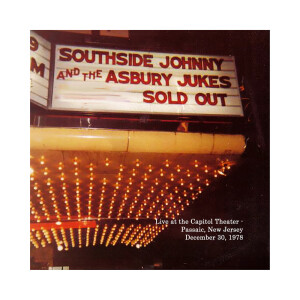 9
M
SOUTHSIDE JOHNNY
AND THE ASBURY JUKES
SOLD OUT
Live at the Capitol Theater -
Passaic, New Jersey
December 30, 1978